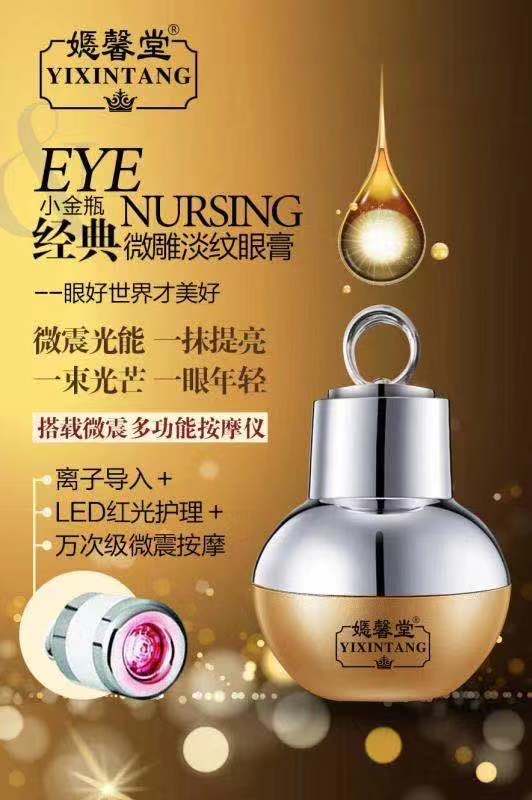 嬑馨堂®
YIXINTANG
&
EYE
小金瓶 NURSING
经典 微雕淡纹眼膏
--眼好世界才美好
微震光能 一抹提亮
一束光芒 一眼年轻
搭载微震多功能按摩仪
离子导入+
LED红光护理+
万次级微震按摩
嬑馨堂®
YIXINTANG